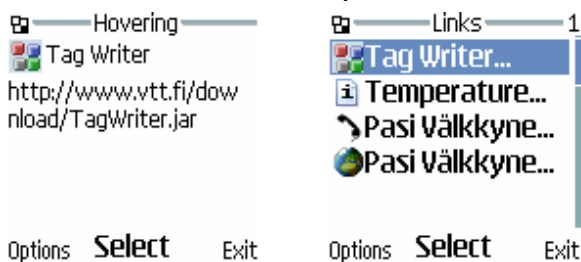 Hovering
Tag Writer
http://www.vtt.fi/dow
nload/TagWriter.jar
Options Select Exit
Links 1
Tag Writer...
Temperature...
Pasi Välkkyne...
Pasi Välkkyne...
Options Select Exit